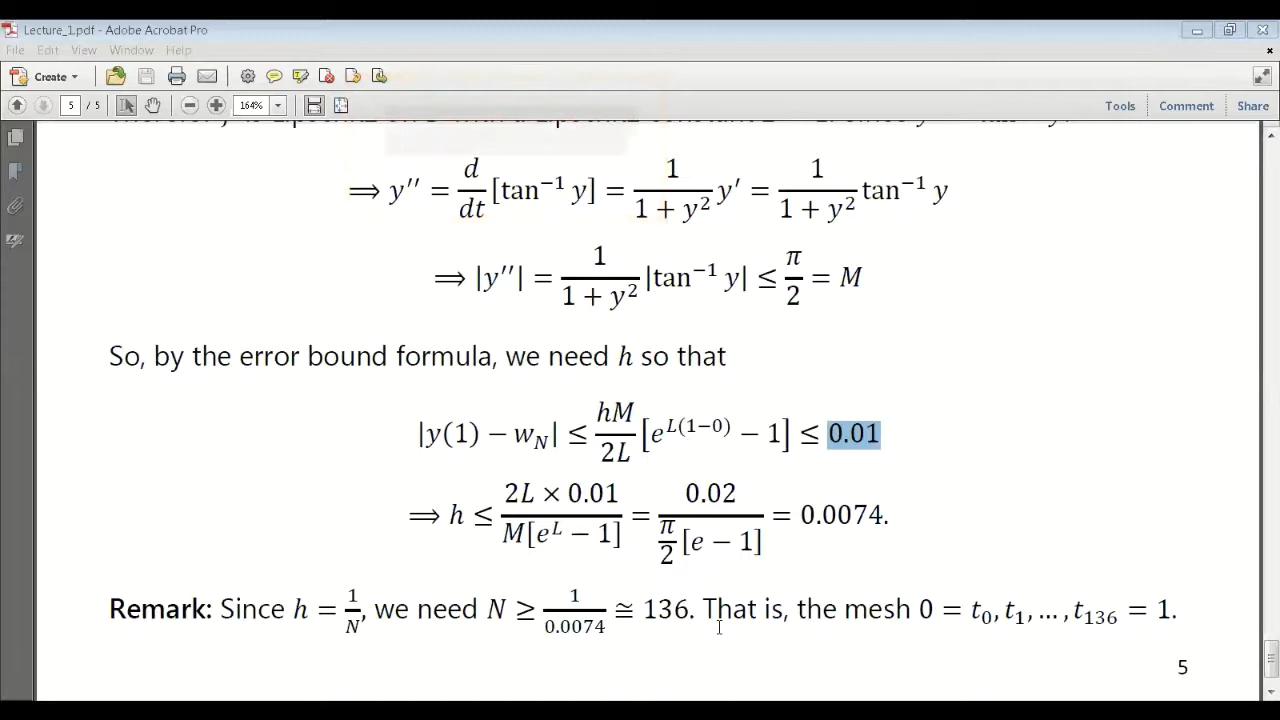 Lecture_1.pdf - Adobe Acrobat Pro
File Edit View Window Help
Create
5 / 5 164% Tools Comment Share
⟹ y′′ = d/dt [tan⁻¹ y] = 1/(1 + y²) y′ = 1/(1 + y²) tan⁻¹ y
⟹ |y′′| = 1/(1 + y²) |tan⁻¹ y| ≤ π/2 = M
So, by the error bound formula, we need h so that
|y(1) − w_N| ≤ hM/2L [e^{L(1−0)} − 1] ≤ 0.01
⟹ h ≤ (2L × 0.01)/(M[e^L − 1]) = 0.02/(π/2 [e − 1]) = 0.0074.
Remark: Since h = 1/N, we need N ≥ 1/0.0074 ≅ 136. That is, the mesh 0 = t₀, t₁, …, t₁₃₆ = 1.
5